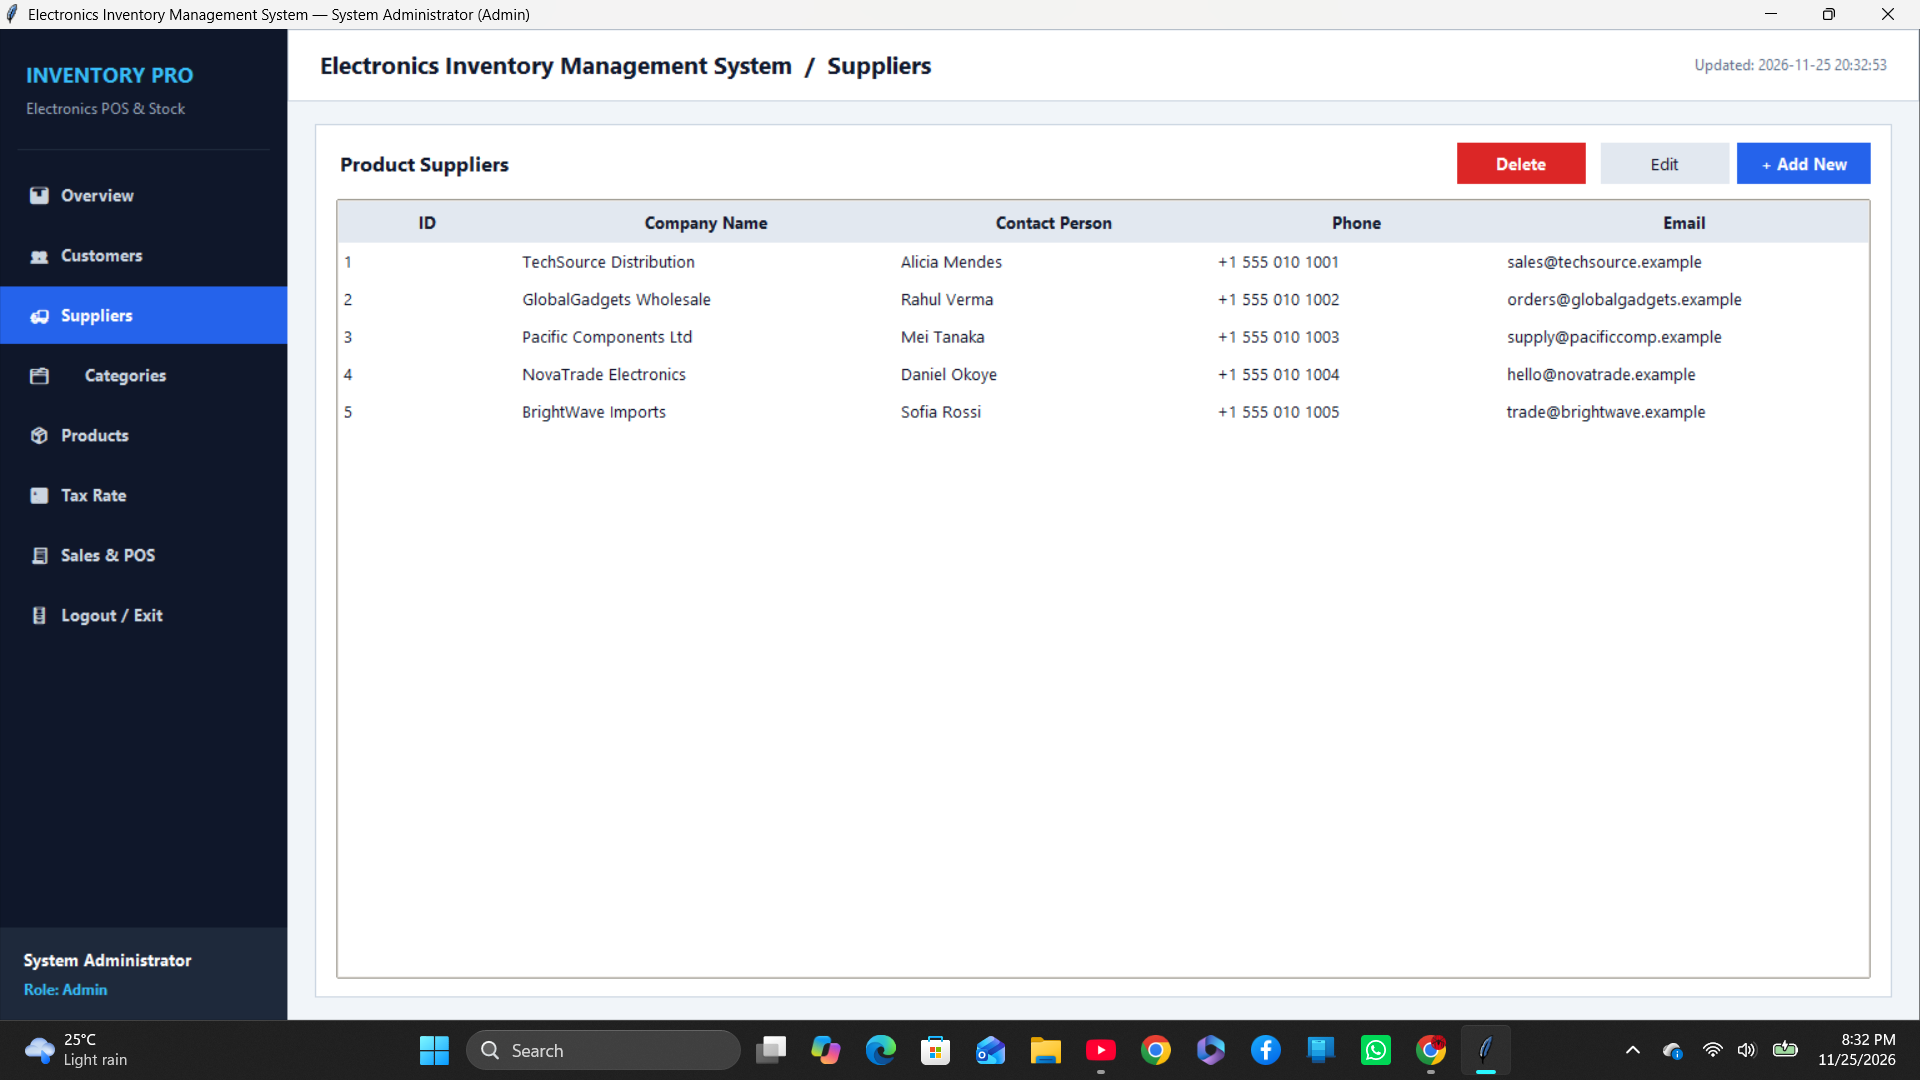 Electronics Inventory Management System — System Administrator (Admin)
INVENTORY PRO
Electronics POS & Stock
Overview
Customers
Suppliers
Categories
Products
Tax Rate
Sales & POS
Logout / Exit
System Administrator
Role: Admin
Electronics Inventory Management System / Suppliers
Updated: 2026-11-25 20:32:53
Product Suppliers
Delete
Edit
+ Add New
ID Company Name Contact Person Phone Email
1 TechSource Distribution Alicia Mendes +1 555 010 1001 sales@techsource.example
2 GlobalGadgets Wholesale Rahul Verma +1 555 010 1002 orders@globalgadgets.example
3 Pacific Components Ltd Mei Tanaka +1 555 010 1003 supply@pacificcomp.example
4 NovaTrade Electronics Daniel Okoye +1 555 010 1004 hello@novatrade.example
5 BrightWave Imports Sofia Rossi +1 555 010 1005 trade@brightwave.example
25°C
Light rain
Search
8:32 PM
11/25/2026